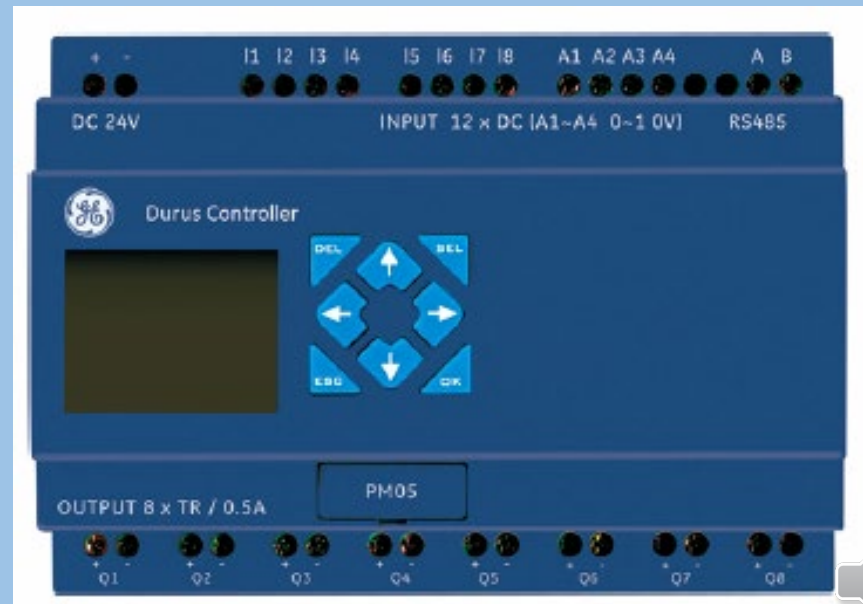 + - I1 I2 I3 I4 I5 I6 I7 I8 A1 A2 A3 A4 A B
DC 24V INPUT 12 x DC (A1~A4 0~1 0V) RS485
GE Durus Controller
DEL SEL
ESC OK
PM05
OUTPUT 8 x TR / 0.5A
+ - + - + - + - + - + - + - + -
Q1 Q2 Q3 Q4 Q5 Q6 Q7 Q8